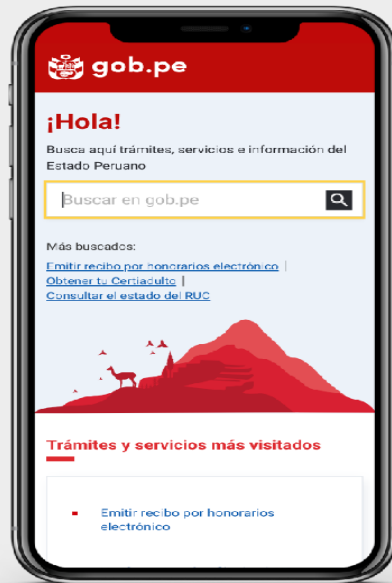 gob.pe
¡Hola!
Busca aquí trámites, servicios e información del
Estado Peruano
Buscar en gob.pe
Más buscados:
Emitir recibo por honorarios electrónico |
Obtener tu Certiadulto |
Consultar el estado del RUC
Trámites y servicios más visitados
Emitir recibo por honorarios
electrónico